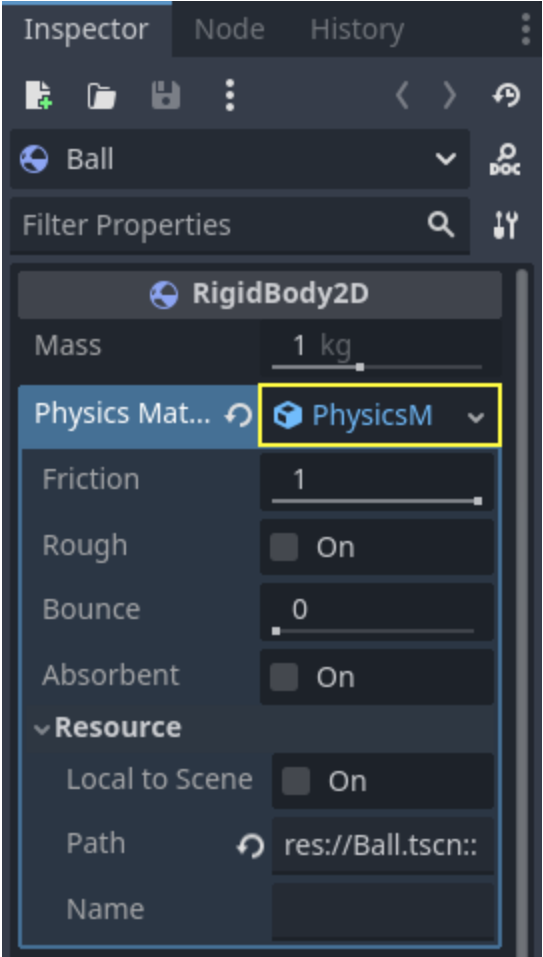 Inspector Node History
Ball
DOC
Filter Properties
RigidBody2D
Mass 1 kg
Physics Mat... PhysicsM
Friction 1
Rough On
Bounce 0
Absorbent On
Resource
Local to Scene On
Path res://Ball.tscn::
Name